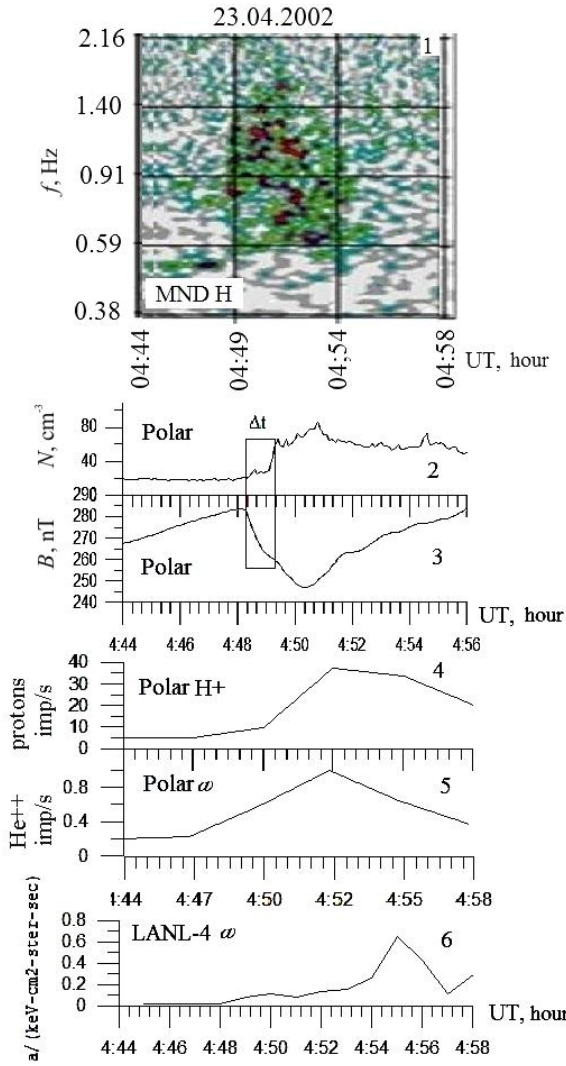 23.04.2002
2.16
1
1.40
f, Hz
0.91
0.59
MND H
0.38
04:44
04:49
04;54
04:58
UT, hour
Δt
80
Polar
N, cm⁻³
40
2
290
280
270
B, nT
260
3
Polar
250
240
UT, hour
4:44 4:46 4:48 4:50 4:52 4:54 4:56
40
4
Polar H+
30
protons
imp/s
20
10
0
Polar
5
0.8
He++
imp/s
0.4
0
1:44 4:47 4:50 4:52 4:55 4:58
0.8
LANL-4
6
0.6
a/(keV-cm2-ster-sec)
0.4
0.2
0
UT, hour
4:44 4:46 4:48 4:50 4:52 4:54 4:56 4:58